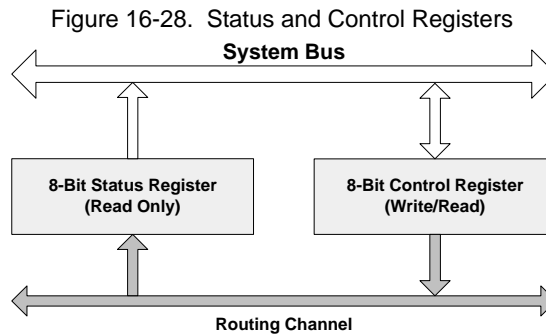 Figure 16-28. Status and Control Registers
System Bus
8-Bit Status Register
(Read Only)
8-Bit Control Register
(Write/Read)
Routing Channel